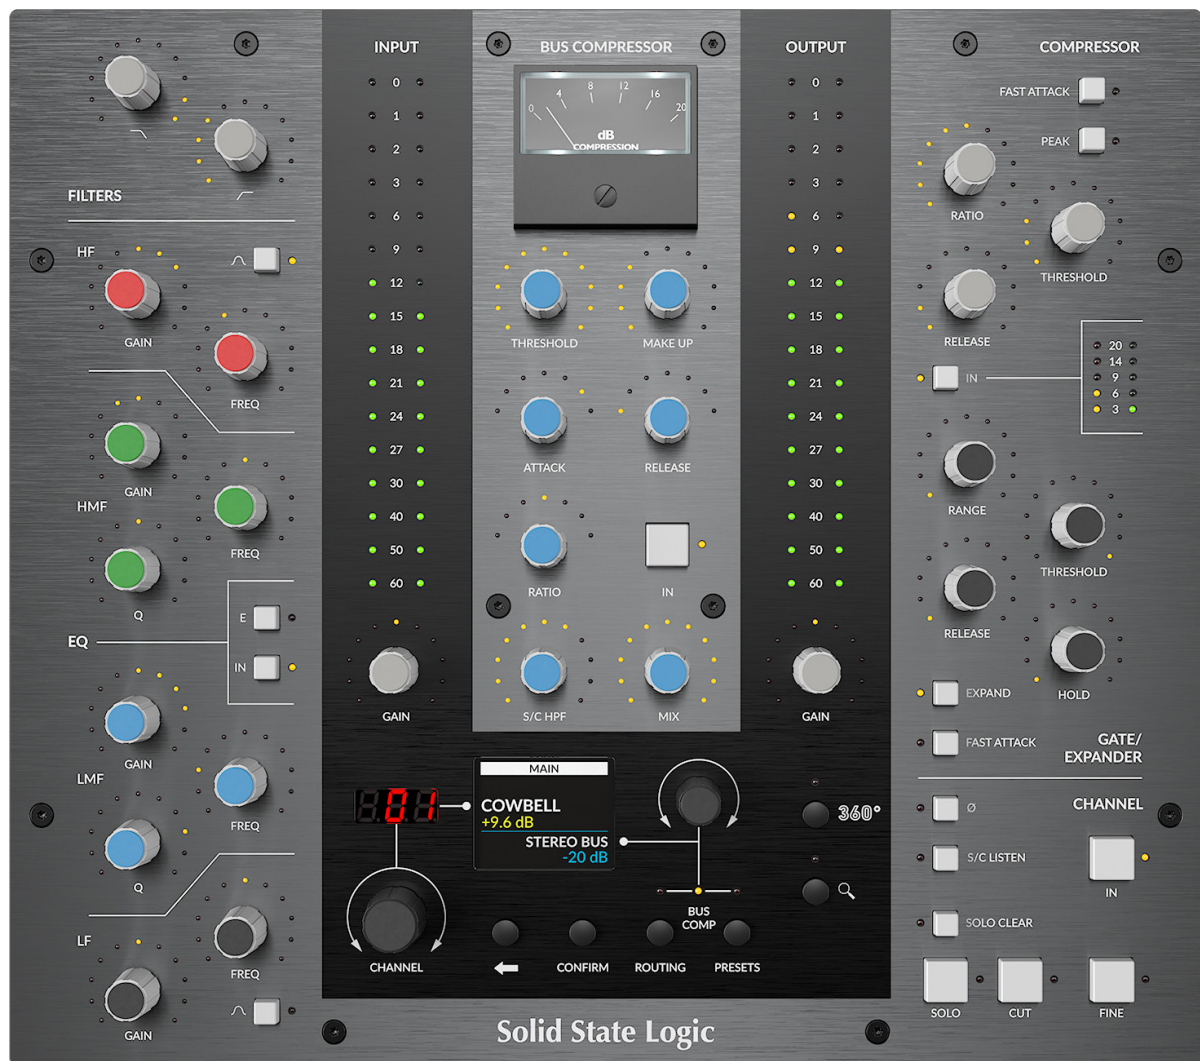 INPUT
0
1
2
3
6
9
12
15
18
21
24
27
30
40
50
60
GAIN
BUS COMPRESSOR
0 4 8 12 16 20
dB
COMPRESSION
THRESHOLD
MAKE UP
ATTACK
RELEASE
RATIO
IN
S/C HPF
MIX
OUTPUT
0
1
2
3
6
9
12
15
18
21
24
27
30
40
50
60
GAIN
FILTERS
HF
GAIN
FREQ
GAIN
HMF
FREQ
Q
E
EQ
IN
GAIN
LMF
FREQ
Q
LF
FREQ
GAIN
COMPRESSOR
FAST ATTACK
PEAK
RATIO
THRESHOLD
RELEASE
IN
20
14
9
6
3
RANGE
THRESHOLD
RELEASE
HOLD
EXPAND
FAST ATTACK
GATE/
EXPANDER
CHANNEL
Ø
S/C LISTEN
IN
SOLO CLEAR
SOLO
CUT
FINE
01
MAIN
COWBELL
+9.6 dB
STEREO BUS
-20 dB
360°
BUS
COMP
CHANNEL
CONFIRM
ROUTING
PRESETS
Solid State Logic